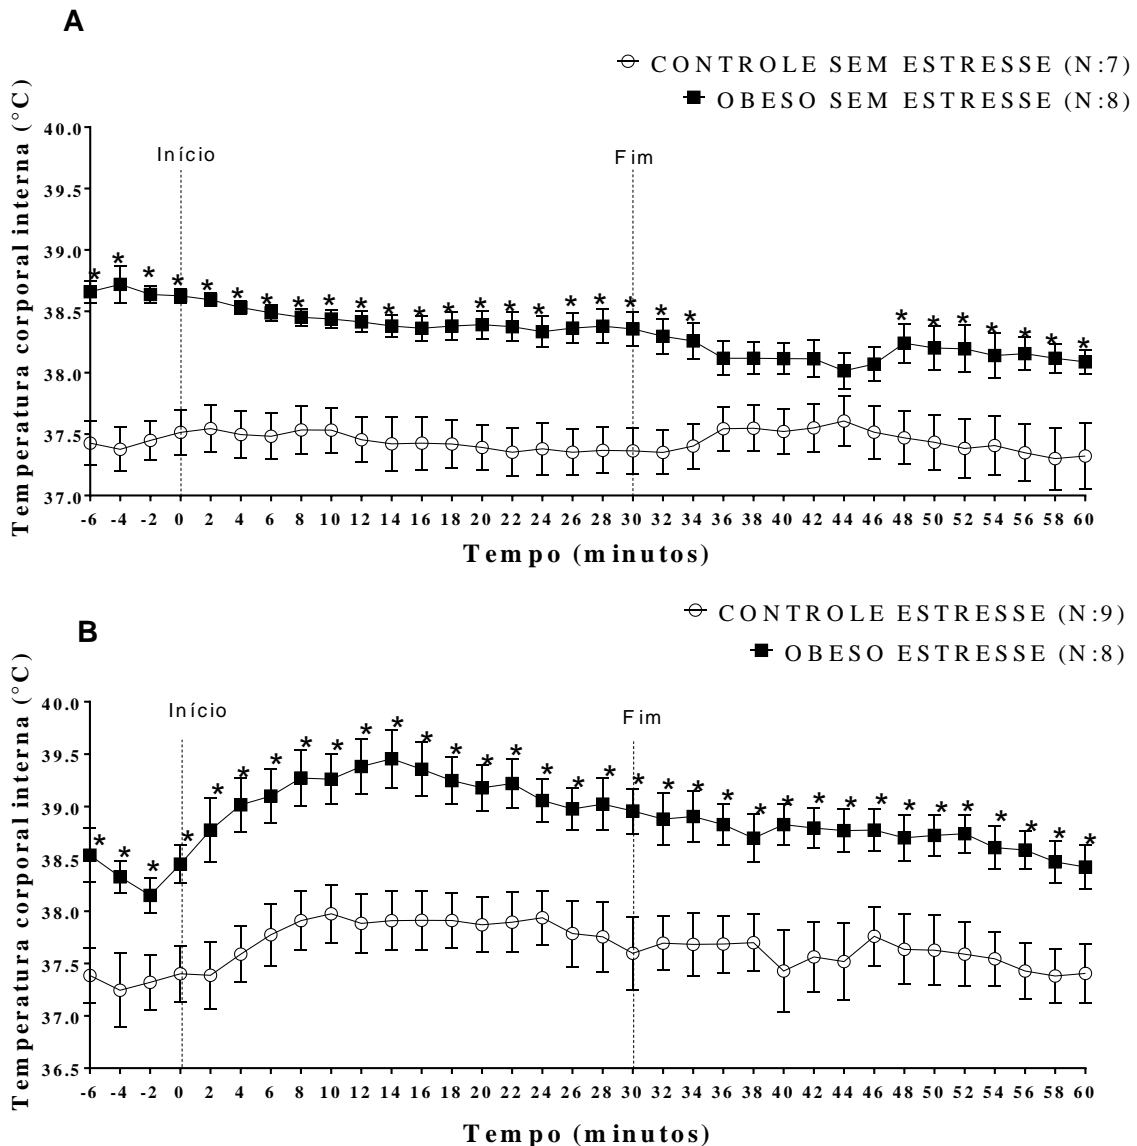 A
CONTROLE SEM ESTRESSE (N:7)
OBESO SEM ESTRESSE (N:8)
Temperatura corporal interna (°C)
40.0
39.5
39.0
38.5
38.0
37.5
37.0
Início
Fim
* * * * * * * * * * * * * * * * * * * * * * * * * * * *
-6 -4 -2 0 2 4 6 8 10 12 14 16 18 20 22 24 26 28 30 32 34 36 38 40 42 44 46 48 50 52 54 56 58 60
Tempo (minutos)
B
CONTROLE ESTRESSE (N:9)
OBESO ESTRESSE (N:8)
Temperatura corporal interna (°C)
40.0
39.5
39.0
38.5
38.0
37.5
37.0
36.5
Início
Fim
* * * * * * * * * * * * * * * * * * * * * * * * * * * * * * * * * *
-6 -4 -2 0 2 4 6 8 10 12 14 16 18 20 22 24 26 28 30 32 34 36 38 40 42 44 46 48 50 52 54 56 58 60
Tempo (minutos)